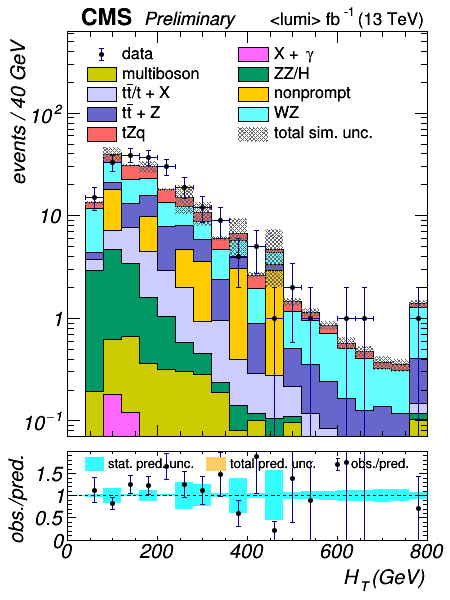 CMS Preliminary <lumi> fb⁻¹ (13 TeV)
events / 40 GeV
data
multiboson
tt̄/t + X
tt̄ + Z
tZq
X + γ
ZZ/H
nonprompt
WZ
total sim. unc.
10²
10
1
10⁻¹
obs./pred.
stat. pred. unc. total pred. unc. obs./pred.
1.5
1
0.5
0
0 200 400 600 800
H_T(GeV)